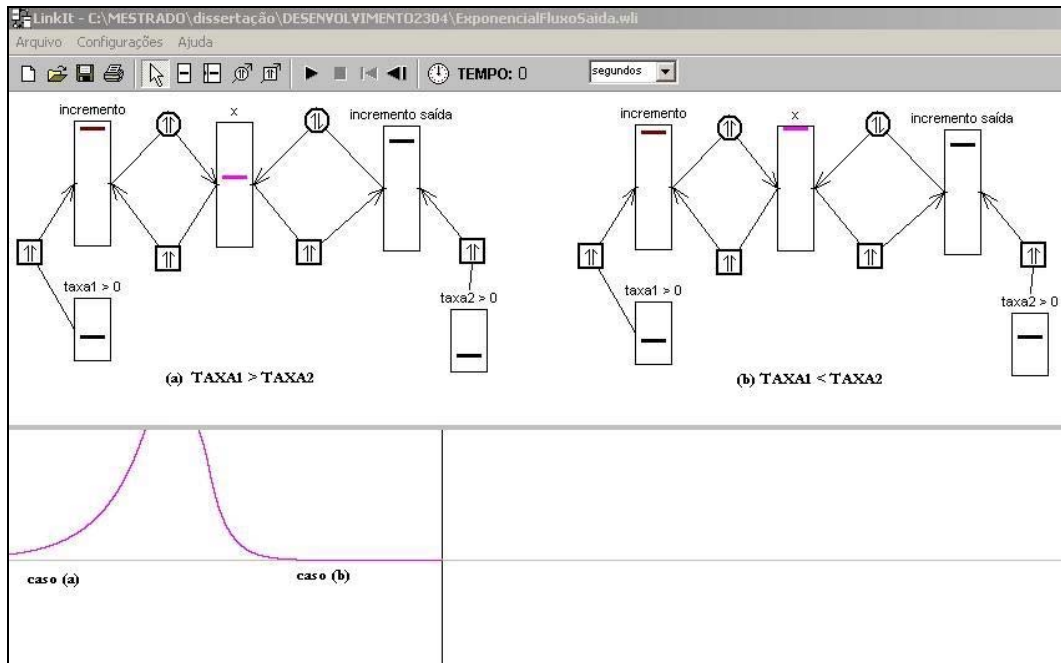 LinkIt - C:\MESTRADO\dissertação\DESENVOLVIMENTO2304\ExponencialFluxoSaida.wli
Arquivo Configurações Ajuda
TEMPO: 0 segundos
incremento x incremento saída incremento x incremento saída
taxa1 > 0 taxa2 > 0 taxa1 > 0 taxa2 > 0
(a) TAXA1 > TAXA2 (b) TAXA1 < TAXA2
caso (a) caso (b)